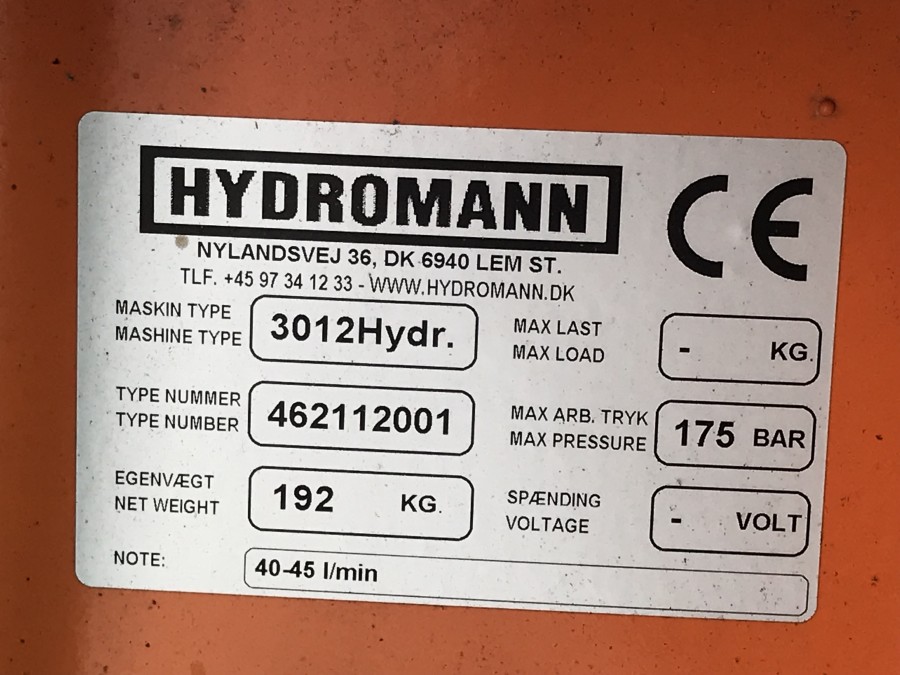 HYDROMANN
CE
NYLANDSVEJ 36, DK 6940 LEM ST.
TLF. +45 97 34 12 33 - WWW.HYDROMANN.DK
MASKIN TYPE
MASHINE TYPE
3012Hydr.
MAX LAST
MAX LOAD
- KG.
TYPE NUMMER
TYPE NUMBER
462112001
MAX ARB. TRYK
MAX PRESSURE
175 BAR
EGENVÆGT
NET WEIGHT
192 KG.
SPÆNDING
VOLTAGE
- VOLT
NOTE:
40-45 l/min